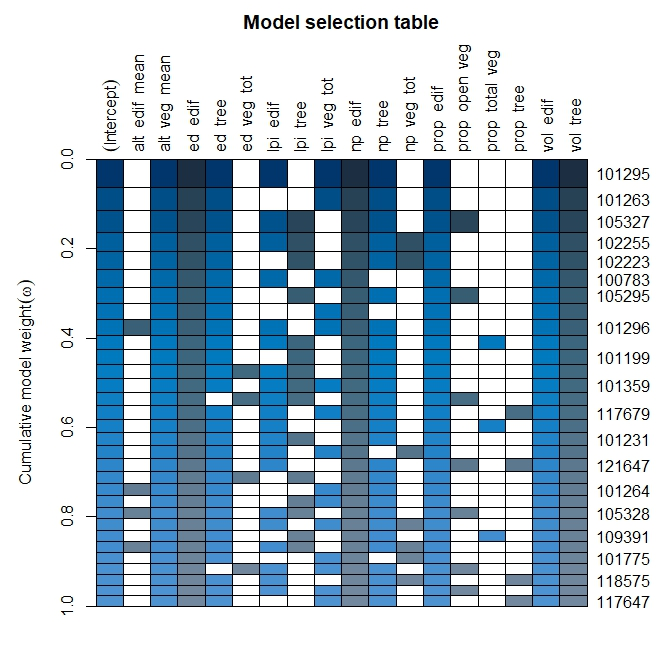 Model selection table
(Intercept)
alt edif mean
alt veg mean
ed edif
ed tree
ed veg tot
lpi edif
lpi tree
lpi veg tot
np edif
np tree
np veg tot
prop edif
prop open veg
prop total veg
prop tree
vol edif
vol tree
Cumulative model weight(ω)
0.0
0.2
0.4
0.6
0.8
1.0
101295
101263
105327
102255
102223
100783
105295
101296
101199
101359
117679
101231
121647
101264
105328
109391
101775
118575
117647